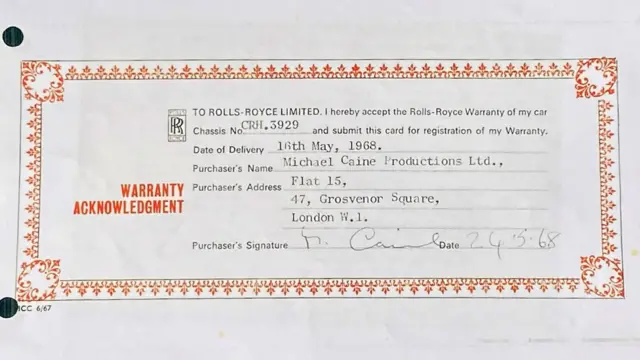 TO ROLLS-ROYCE LIMITED. I hereby accept the Rolls-Royce Warranty of my car
Chassis No. CRH.3929 and submit this card for registration of my Warranty.
Date of Delivery 16th May, 1968.
Purchaser's Name Michael Caine Productions Ltd.,
WARRANTY
ACKNOWLEDGMENT
Purchaser's Address Flat 15,
47, Grosvenor Square,
London W.1.
Purchaser's Signature M. Caine Date 24.5.68
MCC 6/67